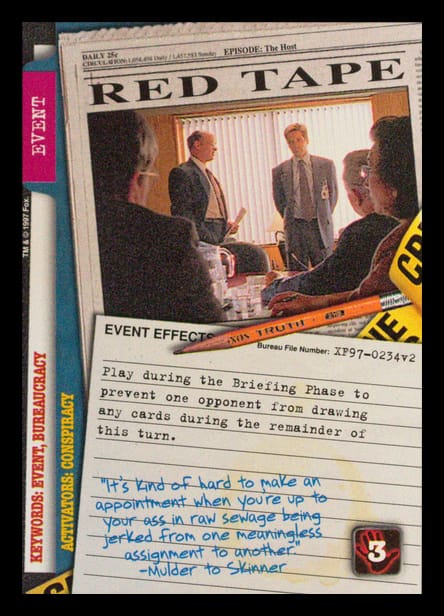 DAILY 25¢
EPISODE: The Host
CIRCULATION: 1,056,456 Daily / 1,457,583 Sunday
RED TAPE
EVENT
TM & © 1997 Fox.
KEYWORDS: EVENT, BUREAUCRACY
ACTIVATORS: CONSPIRACY
TRUTH
EVENT EFFECTS
Bureau File Number: XF97-0234v2
Play during the Briefing Phase to
prevent one opponent from drawing
any cards during the remainder of
this turn.
"It's kind of hard to make an
appointment when you're up to
your ass in raw sewage being
jerked from one meaningless
assignment to another."
-Mulder to Skinner
3